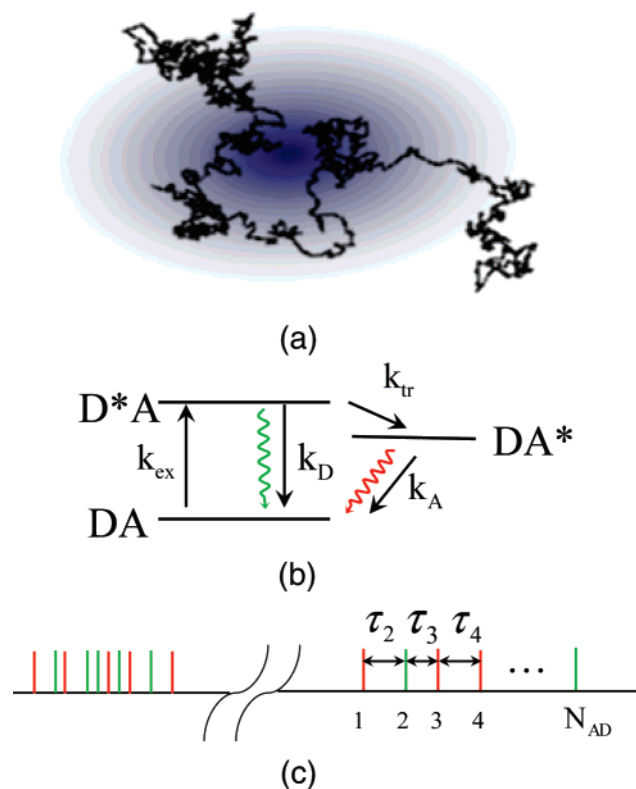 (a)
k_tr
D*A
DA*
k_ex
k_D
k_A
DA
(b)
τ_2 τ_3 τ_4
...
1 2 3 4 N_AD
(c)